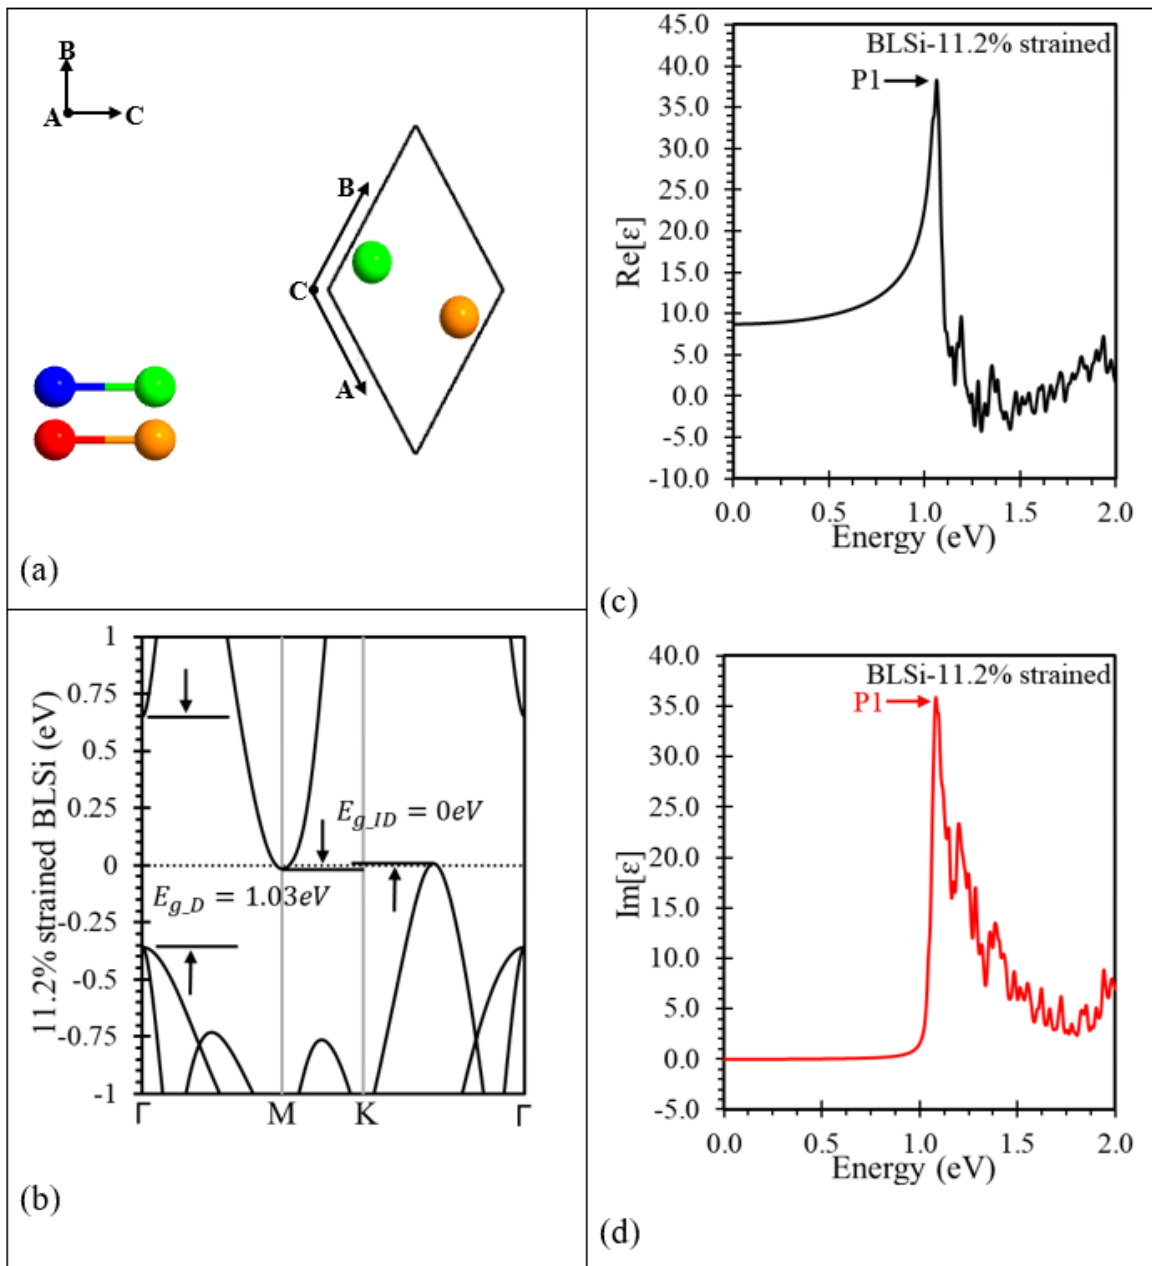 B
A
C
B
C
A
(a)
11.2% strained BLSi (eV)
1
0.75
0.5
0.25
0
-0.25
-0.5
-0.75
-1
E_{g\_ID} = 0eV
E_{g\_D} = 1.03eV
Γ
M
K
Γ
(b)
BLSi-11.2% strained
P1
Re[ε]
45.0
40.0
35.0
30.0
25.0
20.0
15.0
10.0
5.0
0.0
-5.0
-10.0
0.0
0.5
1.0
1.5
2.0
Energy (eV)
(c)
BLSi-11.2% strained
P1
Im[ε]
40.0
35.0
30.0
25.0
20.0
15.0
10.0
5.0
0.0
-5.0
0.0
0.5
1.0
1.5
2.0
Energy (eV)
(d)